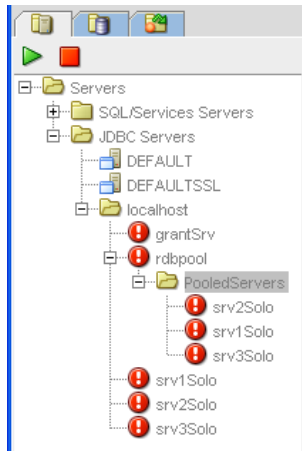 Servers
SQL/Services Servers
JDBC Servers
DEFAULT
DEFAULTSSL
localhost
grantSrv
rdbpool
PooledServers
srv2Solo
srv1Solo
srv3Solo
srv1Solo
srv2Solo
srv3Solo